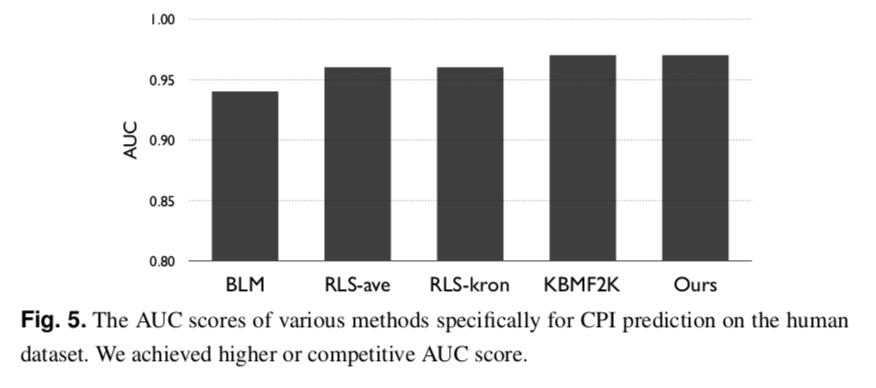 1.00
0.95
AUC
0.90
0.85
0.80
BLM RLS-ave RLS-kron KBMF2K Ours
Fig. 5. The AUC scores of various methods specifically for CPI prediction on the human
dataset. We achieved higher or competitive AUC score.